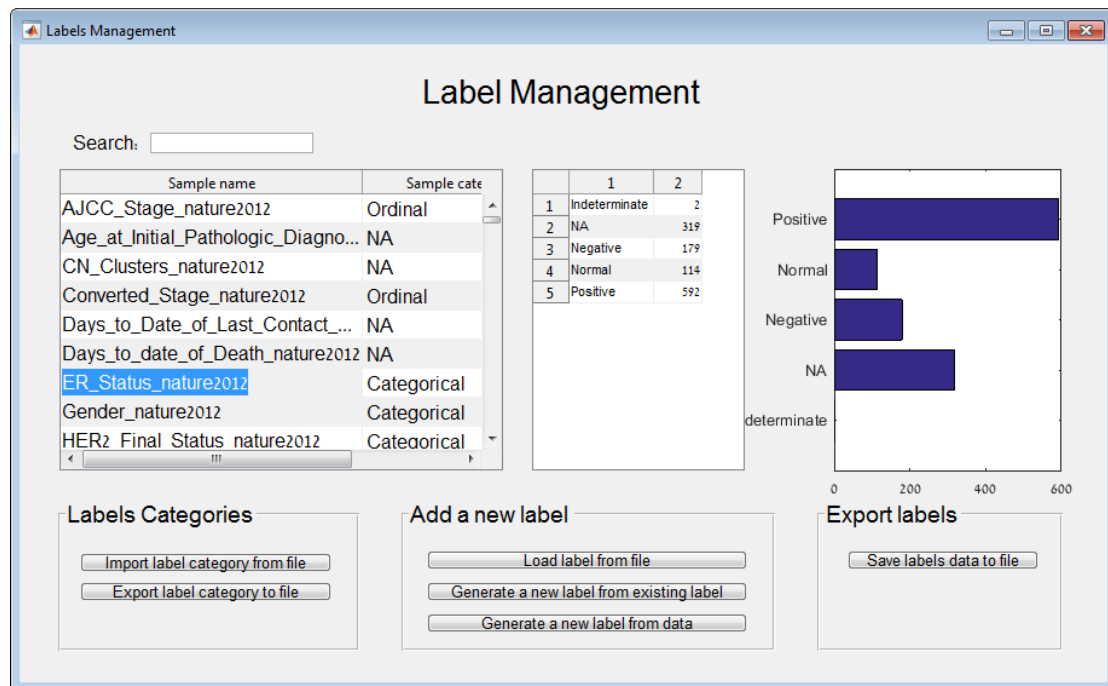 Labels Management
Label Management
Search:
Sample name Sample cate
AJCC_Stage_nature2012 Ordinal
Age_at_Initial_Pathologic_Diagno... NA
CN_Clusters_nature2012 NA
Converted_Stage_nature2012 Ordinal
Days_to_Date_of_Last_Contact_... NA
Days_to_date_of_Death_nature2012 NA
ER_Status_nature2012 Categorical
Gender_nature2012 Categorical
HER2_Final_Status_nature2012 Categorical
1 2
1 Indeterminate 2
2 NA 319
3 Negative 179
4 Normal 114
5 Positive 592
Positive
Normal
Negative
NA
determinate
0 200 400 600
Labels Categories
Import label category from file
Export label category to file
Add a new label
Load label from file
Generate a new label from existing label
Generate a new label from data
Export labels
Save labels data to file